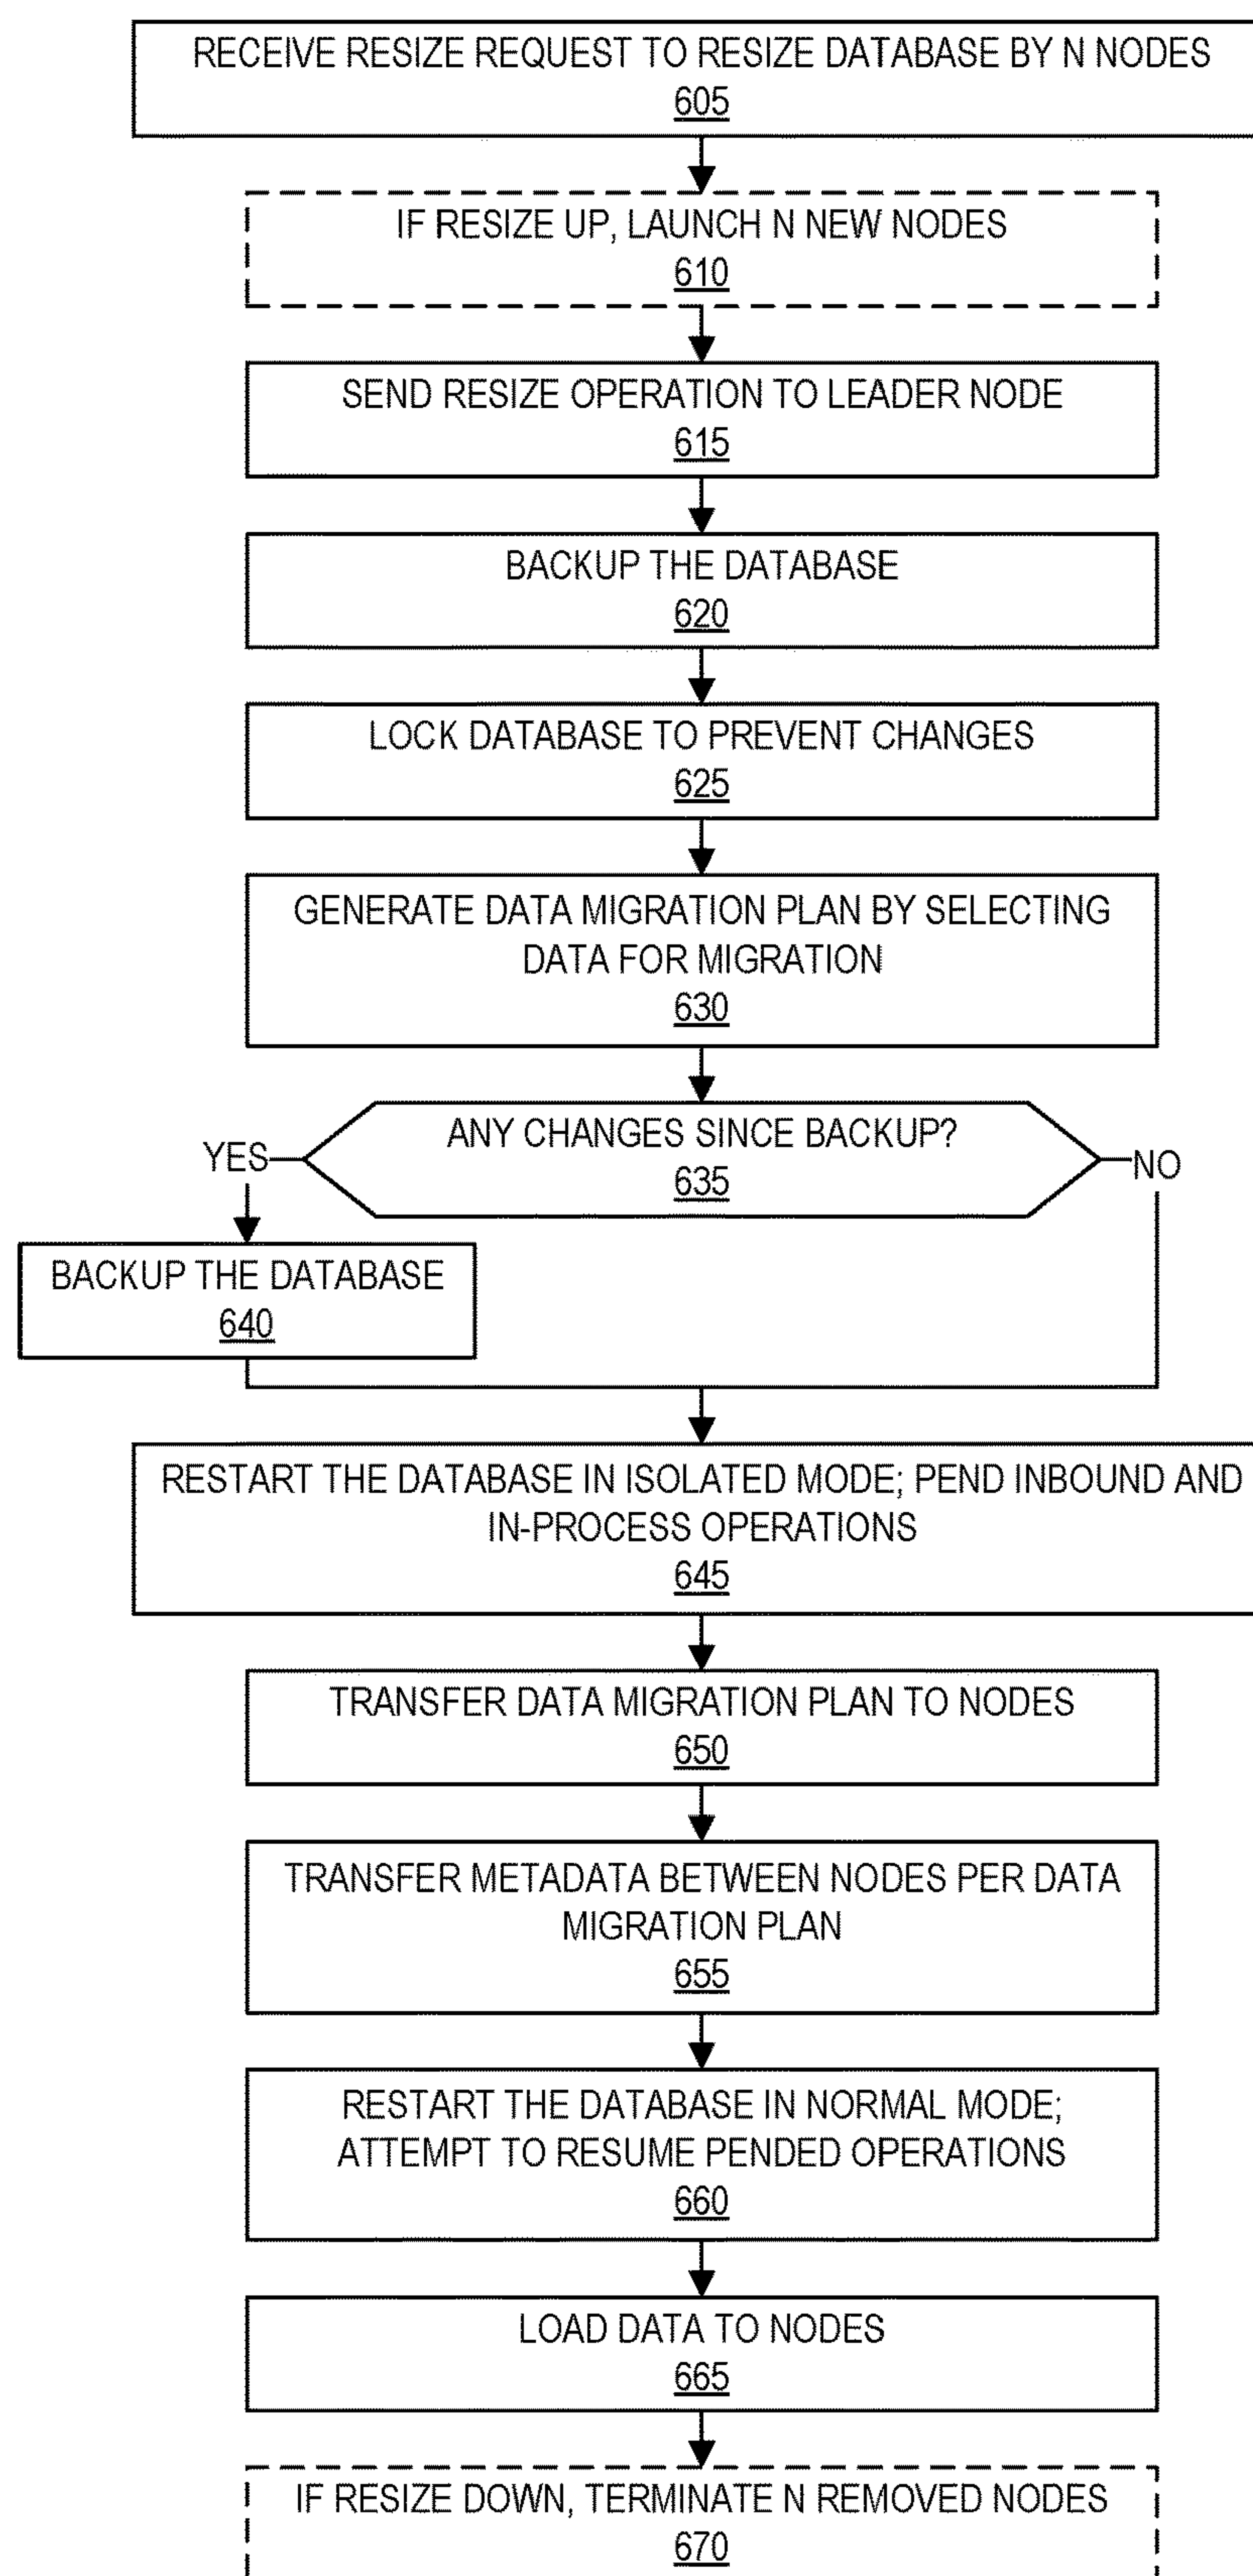 RECEIVE RESIZE REQUEST TO RESIZE DATABASE BY N NODES
605
IF RESIZE UP, LAUNCH N NEW NODES
610
SEND RESIZE OPERATION TO LEADER NODE
615
BACKUP THE DATABASE
620
LOCK DATABASE TO PREVENT CHANGES
625
GENERATE DATA MIGRATION PLAN BY SELECTING
DATA FOR MIGRATION
630
ANY CHANGES SINCE BACKUP?
635
YES
NO
BACKUP THE DATABASE
640
RESTART THE DATABASE IN ISOLATED MODE; PEND INBOUND AND
IN-PROCESS OPERATIONS
645
TRANSFER DATA MIGRATION PLAN TO NODES
650
TRANSFER METADATA BETWEEN NODES PER DATA
MIGRATION PLAN
655
RESTART THE DATABASE IN NORMAL MODE;
ATTEMPT TO RESUME PENDED OPERATIONS
660
LOAD DATA TO NODES
665
IF RESIZE DOWN, TERMINATE N REMOVED NODES
670